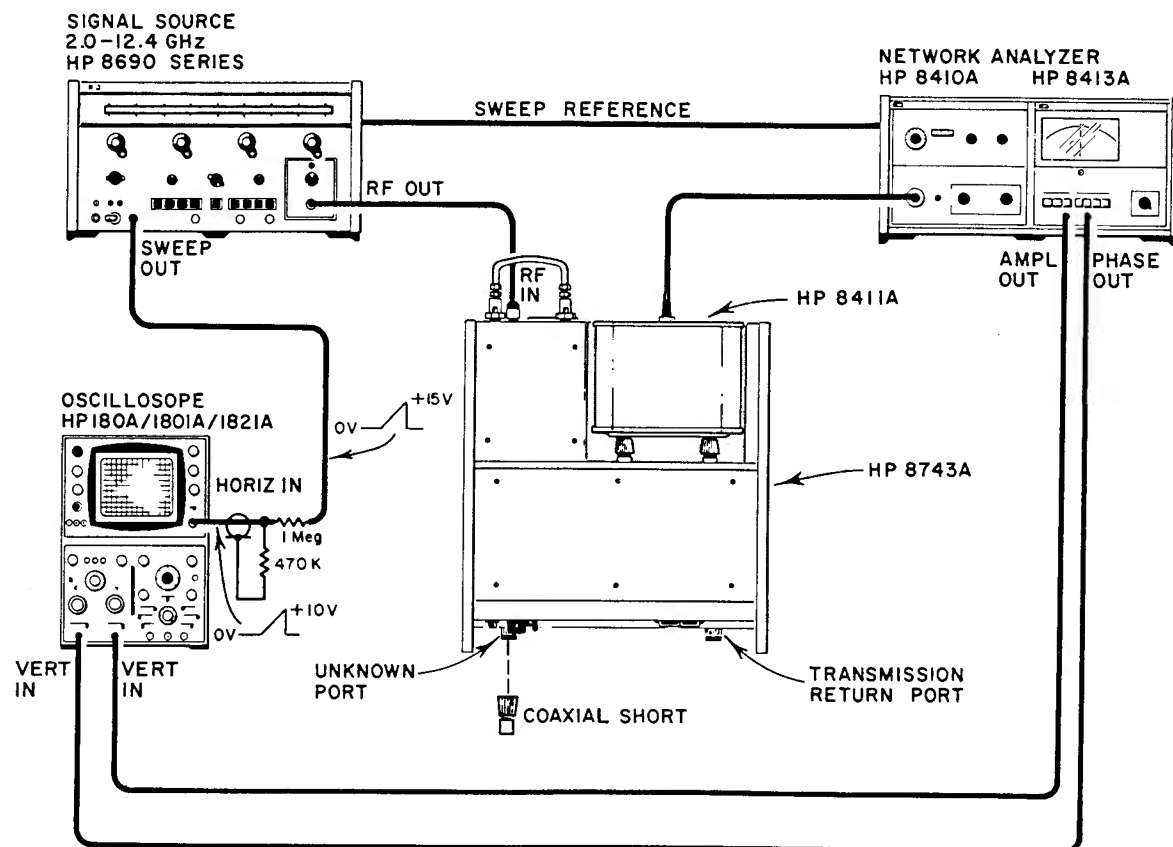 SIGNAL SOURCE
2.0-12.4 GHz
HP 8690 SERIES
NETWORK ANALYZER
HP 8410A HP 8413A
SWEEP REFERENCE
RF OUT
SWEEP
OUT
RF
IN
AMPL
OUT
PHASE
OUT
HP 8411A
OSCILLOSOPE
HP180A/1801A/1821A
+15V
0V
HORIZ IN
1 Meg
470K
HP 8743A
+10V
0V
VERT
IN
VERT
IN
UNKNOWN
PORT
TRANSMISSION
RETURN PORT
COAXIAL SHORT